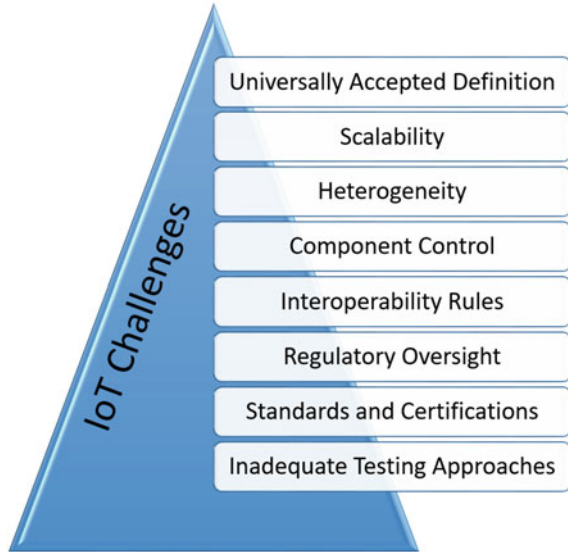 IoT Challenges
Universally Accepted Definition
Scalability
Heterogeneity
Component Control
Interoperability Rules
Regulatory Oversight
Standards and Certifications
Inadequate Testing Approaches